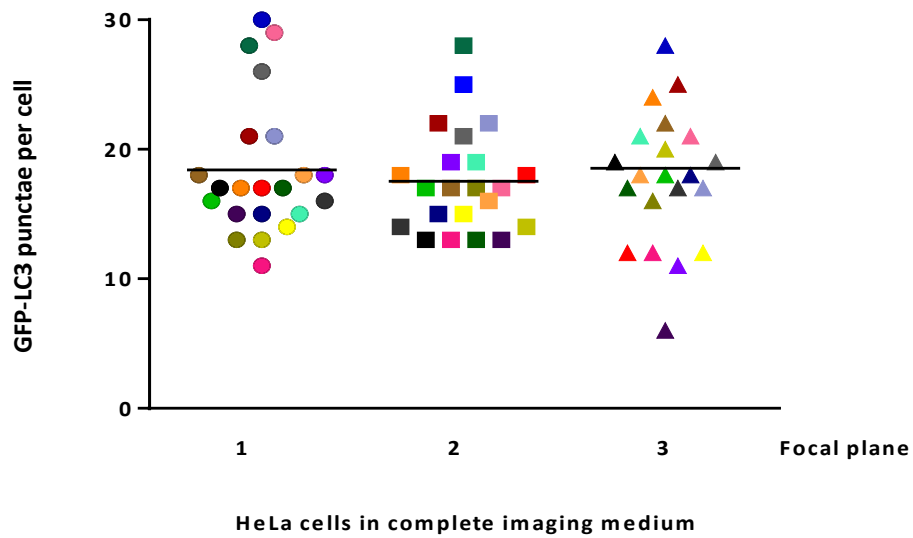 30
20
10
0
GFP-LC3 punctae per cell
1 2 3 Focal plane
HeLa cells in complete imaging medium